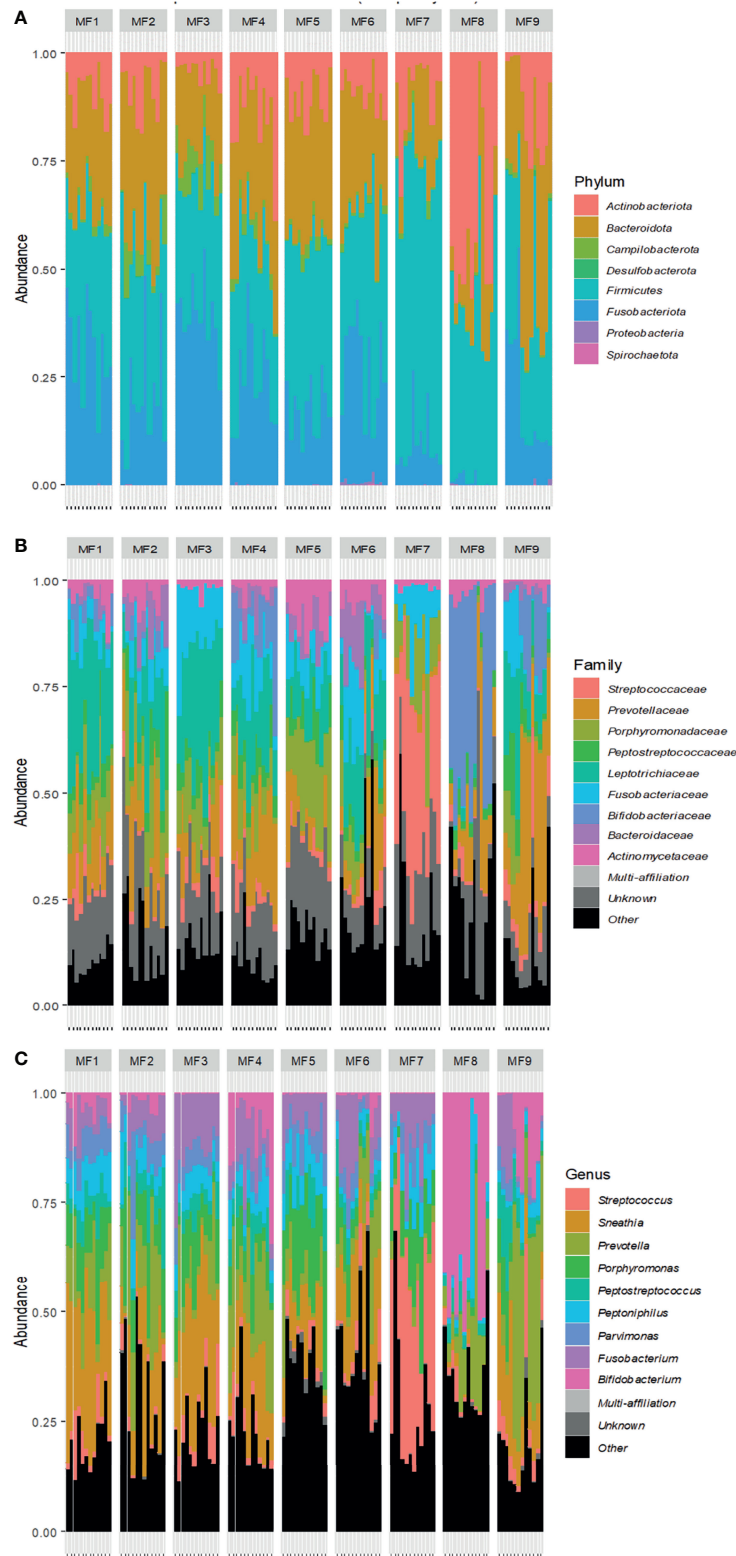 A
MF1 MF2 MF3 MF4 MF5 MF6 MF7 MF8 MF9
1.00
0.75
0.50
0.25
0.00
Abundance
Phylum
Actinobacteriota
Bacteroidota
Campilobacterota
Desulfobacterota
Firmicutes
Fusobacteriota
Proteobacteria
Spirochaetota
B
MF1 MF2 MF3 MF4 MF5 MF6 MF7 MF8 MF9
1.00
0.75
0.50
0.25
0.00
Abundance
Family
Streptococcaceae
Prevotellaceae
Porphyromonadaceae
Peptostreptococcaceae
Leptotrichiaceae
Fusobacteriaceae
Bifidobacteriaceae
Bacteroidaceae
Actinomycetaceae
Multi-affiliation
Unknown
Other
C
MF1 MF2 MF3 MF4 MF5 MF6 MF7 MF8 MF9
1.00
0.75
0.50
0.25
0.00
Abundance
Genus
Streptococcus
Sneathia
Prevotella
Porphyromonas
Peptostreptococcus
Peptoniphilus
Parvimonas
Fusobacterium
Bifidobacterium
Multi-affiliation
Unknown
Other